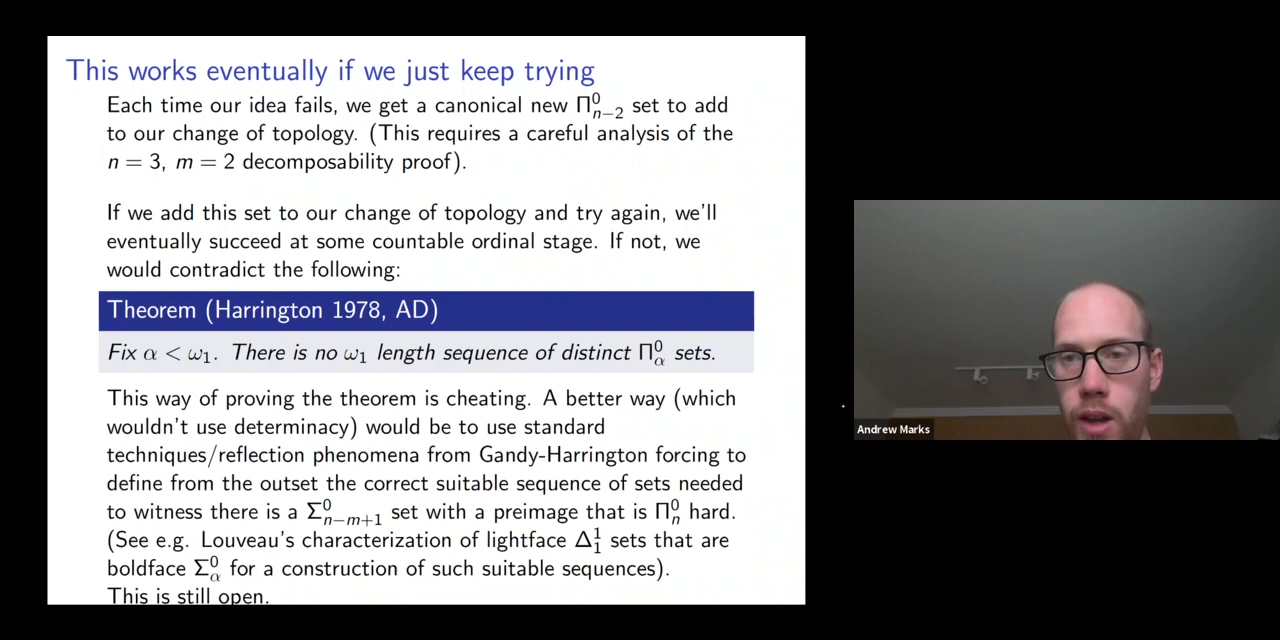 This works eventually if we just keep trying
Each time our idea fails, we get a canonical new Π⁰ₙ₋₂ set to add
to our change of topology. (This requires a careful analysis of the
n = 3, m = 2 decomposability proof).
If we add this set to our change of topology and try again, we'll
eventually succeed at some countable ordinal stage. If not, we
would contradict the following:
Theorem (Harrington 1978, AD)
Fix α < ω₁. There is no ω₁ length sequence of distinct Π⁰_α sets.
This way of proving the theorem is cheating. A better way (which
wouldn't use determinacy) would be to use standard
techniques/reflection phenomena from Gandy-Harrington forcing to
define from the outset the correct suitable sequence of sets needed
to witness there is a Σ⁰ₙ₋ₘ₊₁ set with a preimage that is Π⁰ₙ hard.
(See e.g. Louveau's characterization of lightface Δ¹₁ sets that are
boldface Σ⁰_α for a construction of such suitable sequences).
This is still open.
Andrew Marks